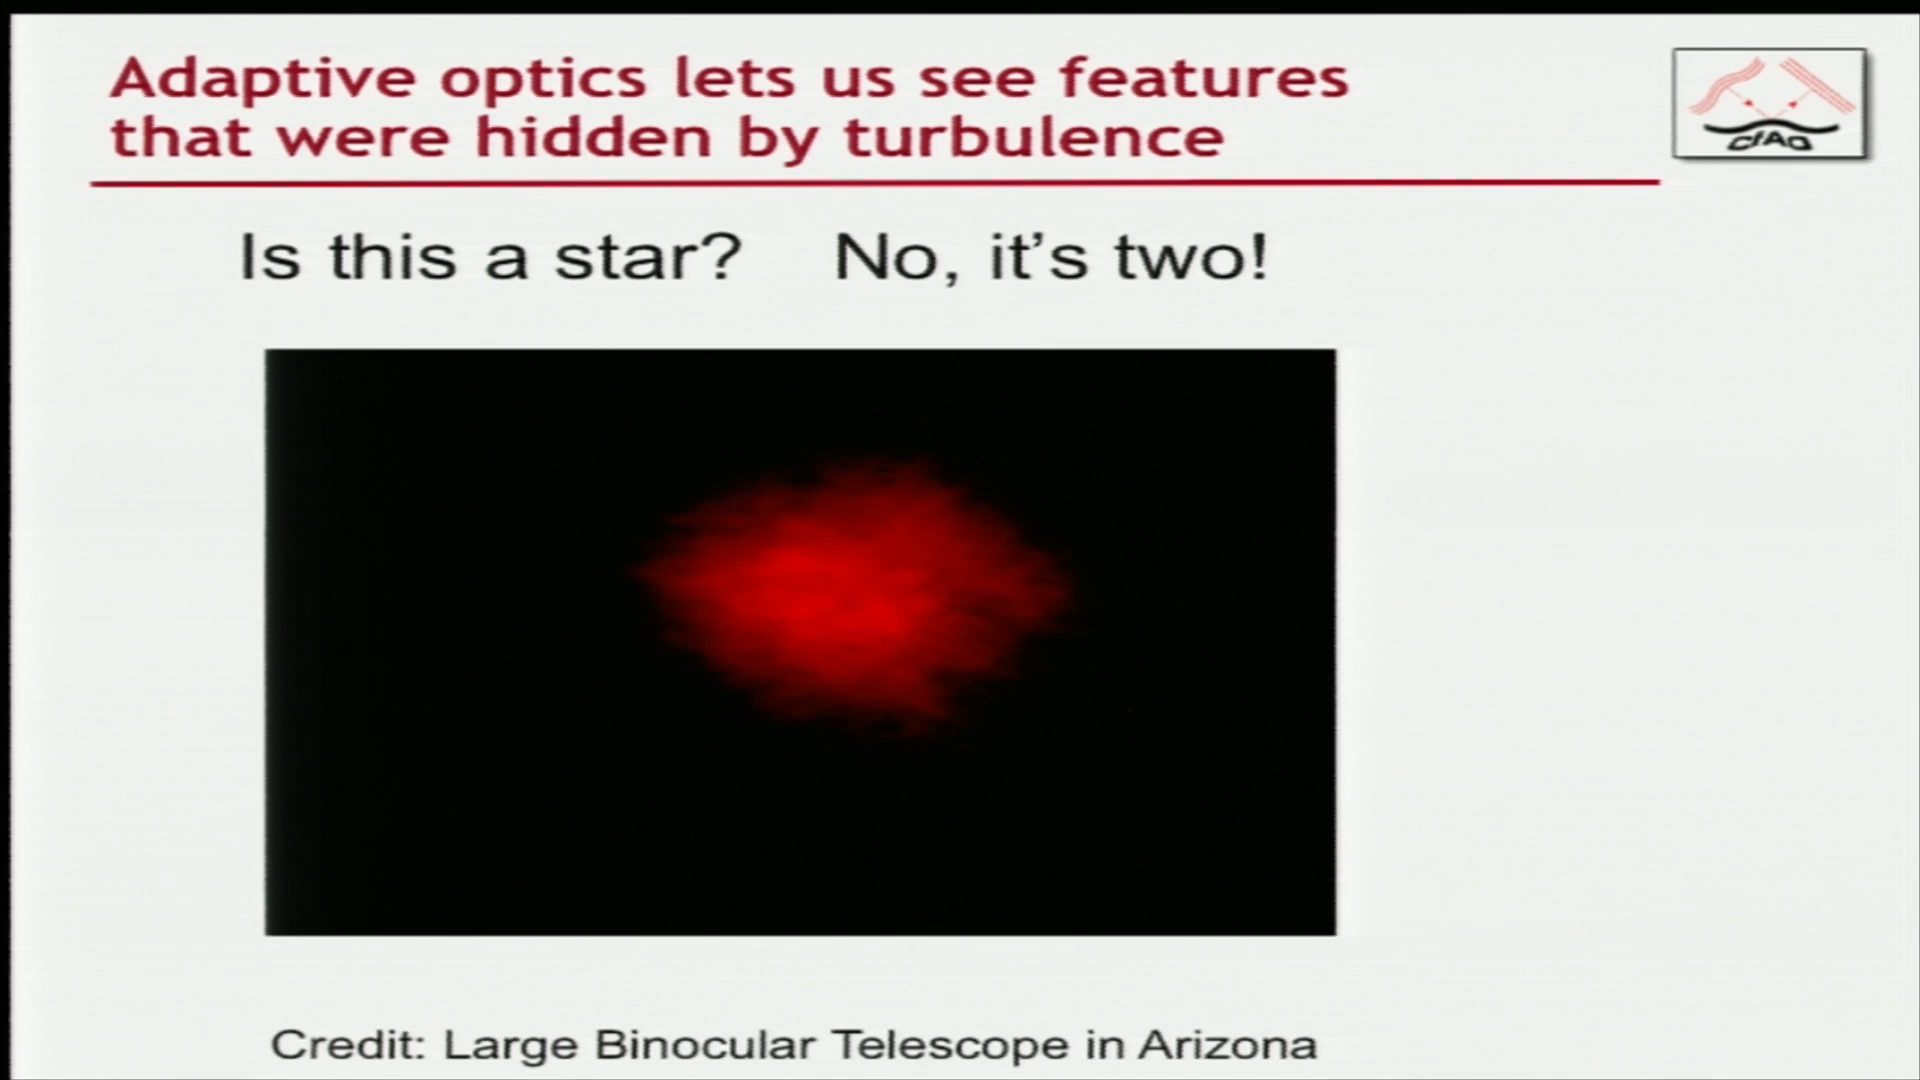 Adaptive optics lets us see features
that were hidden by turbulence
CfAO
Is this a star? No, it’s two!
Credit: Large Binocular Telescope in Arizona